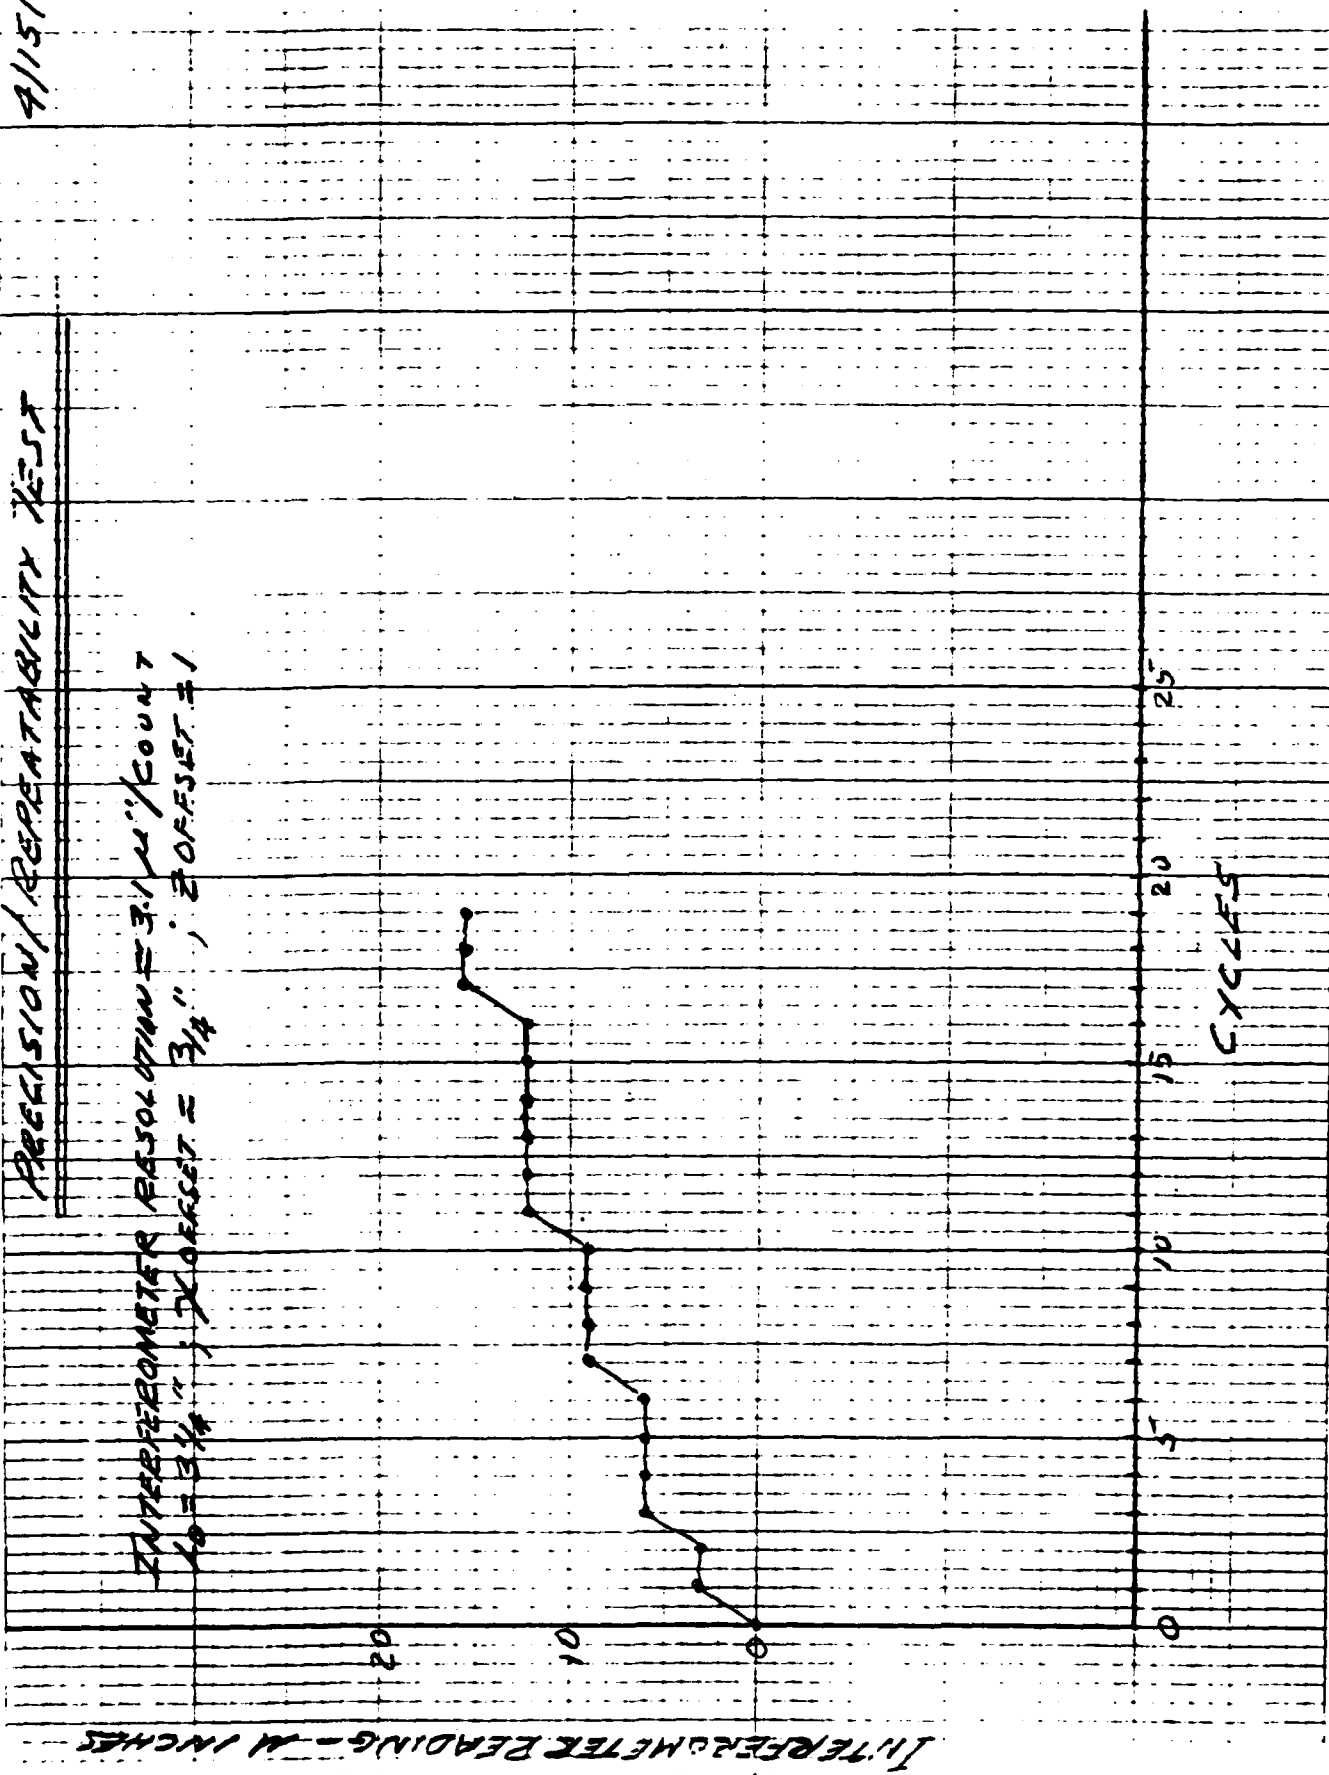 4/15/
PRECISION/REPEATABILITY TEST
INTERFEROMETER RESOLUTION = 3.1 μ"/COUNT
= 3 1/4" ; X OFFSET = 3/4" ; Z OFFSET = 1
INTERFEROMETER READING - μ INCHES
20
10
0
0
5
10
15
20
25
CYCLES